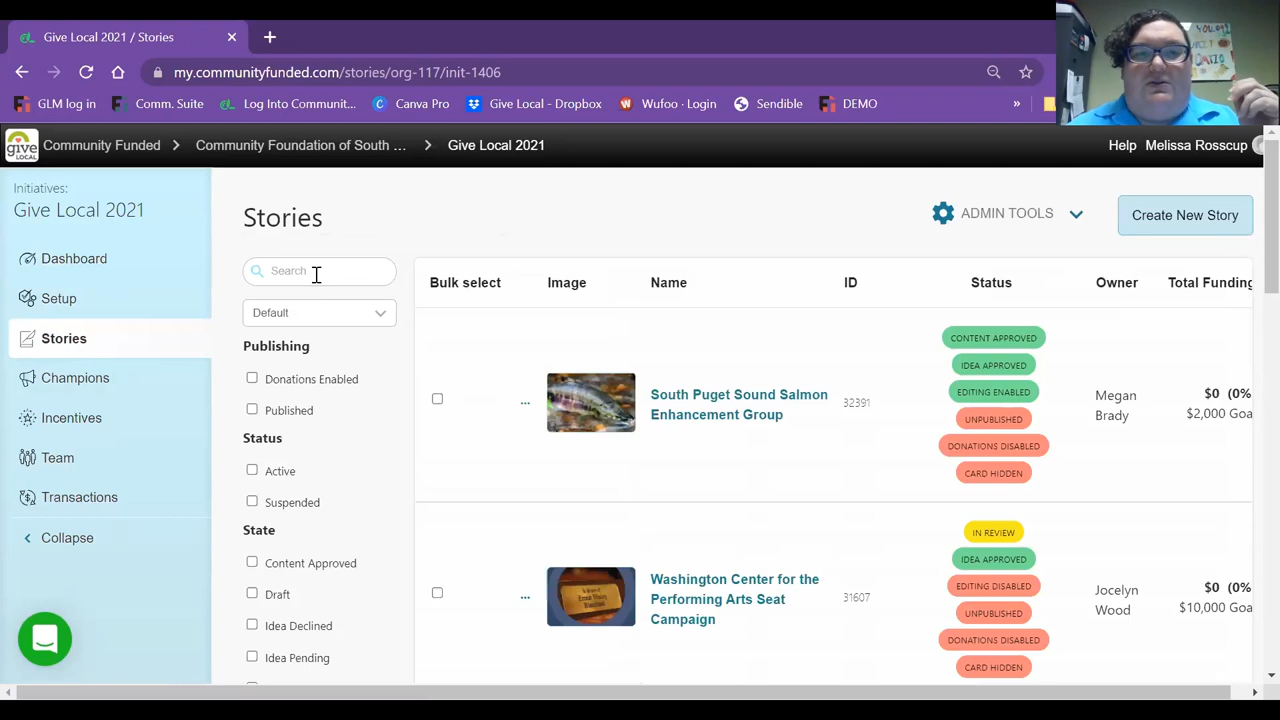 Give Local 2021 / Stories
my.communityfunded.com/stories/org-117/init-1406
GLM log in
Comm. Suite
Log Into Communit...
Canva Pro
Give Local - Dropbox
Wufoo · Login
Sendible
DEMO
»
give
LOCAL
Community Funded
Community Foundation of South ...
Give Local 2021
Help
Melissa Rosscup
Initiatives:
Give Local 2021
Dashboard
Setup
Stories
Champions
Incentives
Team
Transactions
Collapse
Stories
ADMIN TOOLS
Create New Story
Search
Default
Publishing
Donations Enabled
Published
Status
Active
Suspended
State
Content Approved
Draft
Idea Declined
Idea Pending
Bulk select
Image
Name
ID
Status
Owner
Total Funding
...
South Puget Sound Salmon
Enhancement Group
32391
CONTENT APPROVED
IDEA APPROVED
EDITING ENABLED
UNPUBLISHED
DONATIONS DISABLED
CARD HIDDEN
Megan
Brady
$0 (0%
$2,000 Goa
...
Washington Center for the
Performing Arts Seat
Campaign
31607
IN REVIEW
IDEA APPROVED
EDITING DISABLED
UNPUBLISHED
DONATIONS DISABLED
CARD HIDDEN
Jocelyn
Wood
$0 (0%
$10,000 Goa